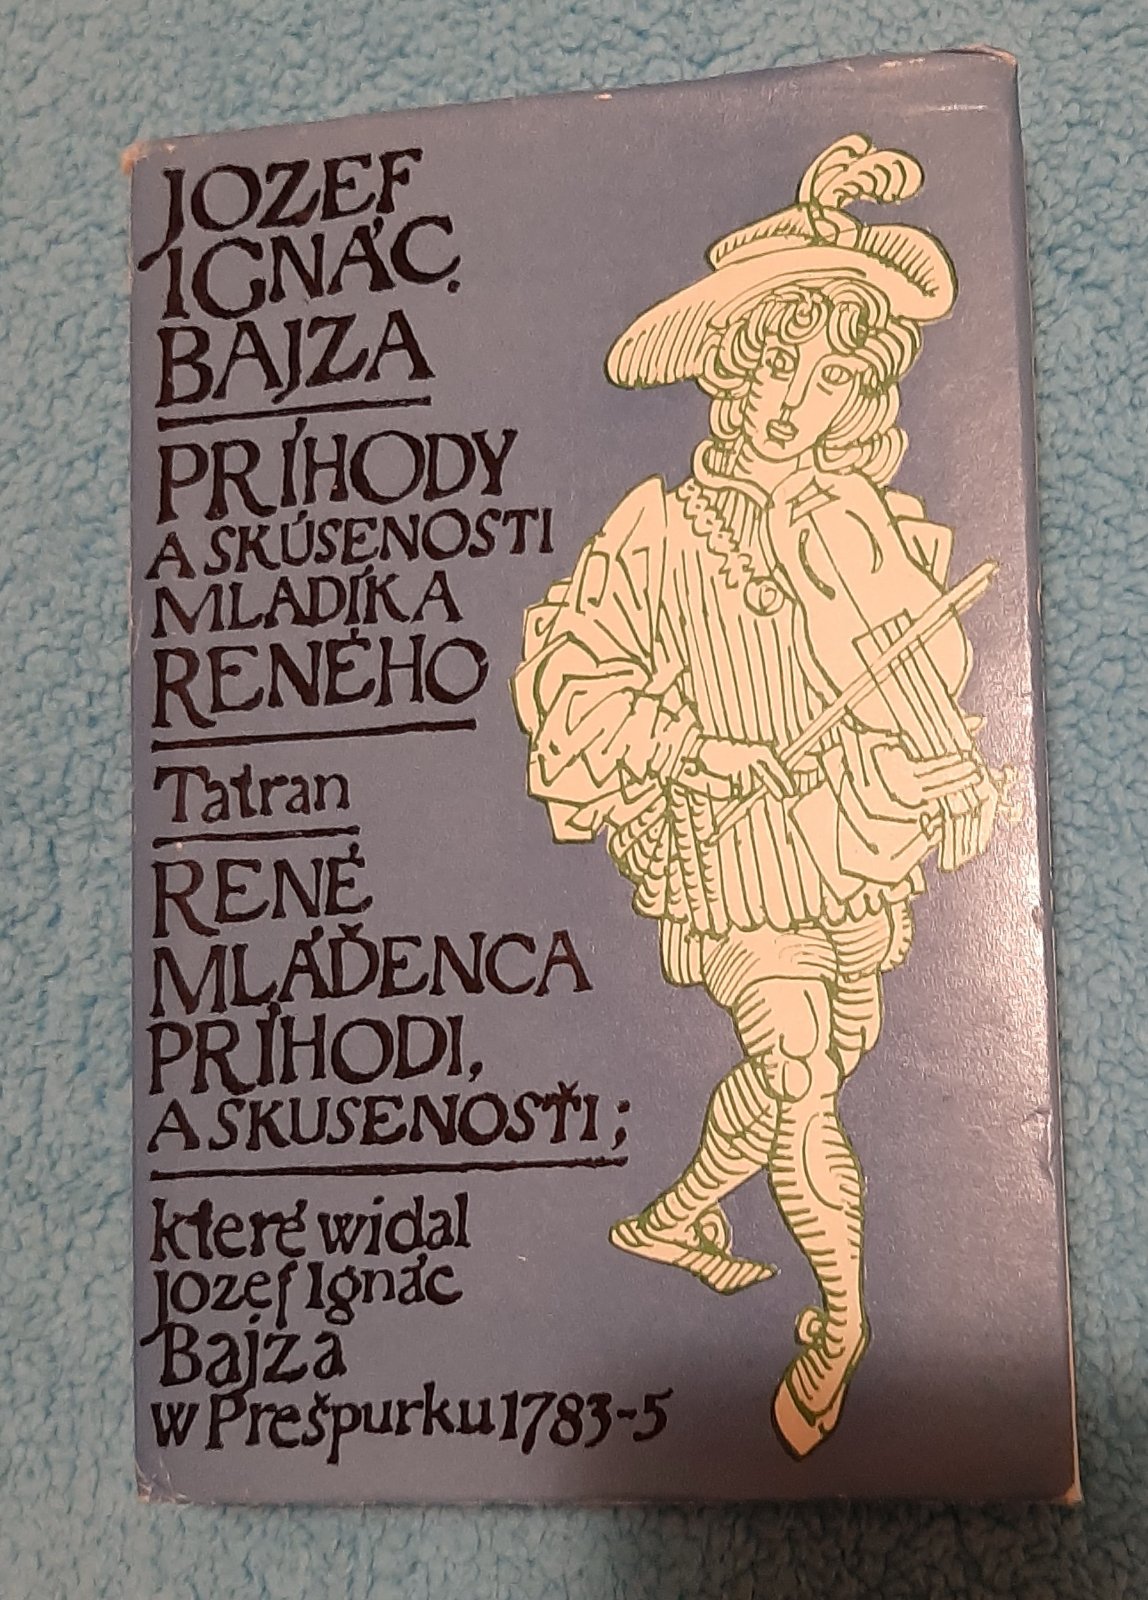 JOZEF
IGNÁC
BAJZA
PRÍHODY
A SKÚSENOSTI
MLADÍKA
RENÉHO
Tatran
RENÉ
MLÁĎENCA
PRÍHODI,
A SKUSENOSŤI;
které widal
Jozef Ignác
Bajza
w Prešpurku 1783-5